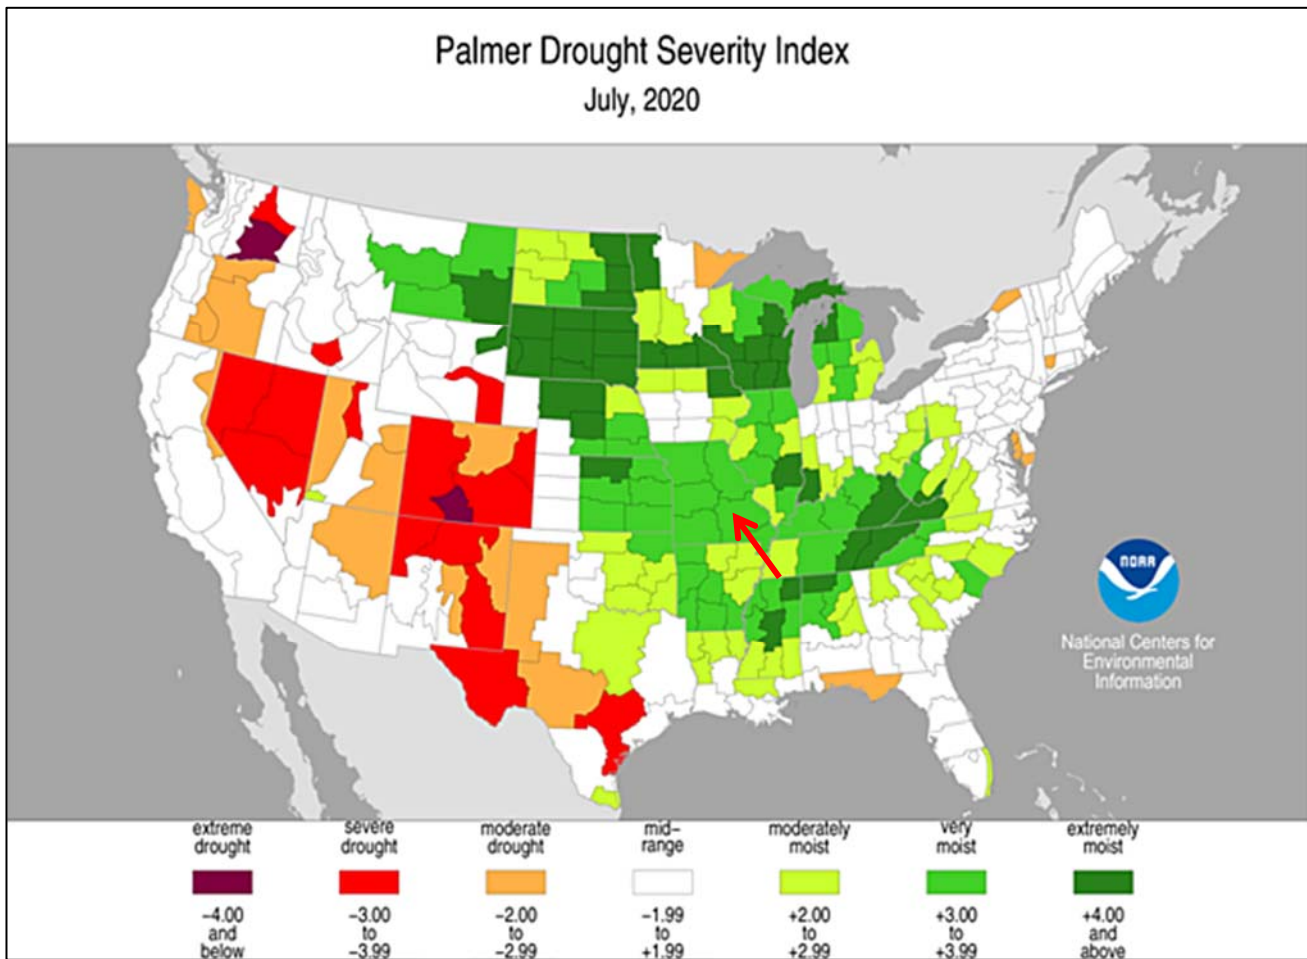 Palmer Drought Severity Index
July, 2020
NOAA
National Centers for
Environmental
Information
extreme
drought
severe
drought
moderate
drought
mid–
range
moderately
moist
very
moist
extremely
moist
−4.00
and
below
−3.00
to
−3.99
−2.00
to
−2.99
−1.99
to
+1.99
+2.00
to
+2.99
+3.00
to
+3.99
+4.00
and
above